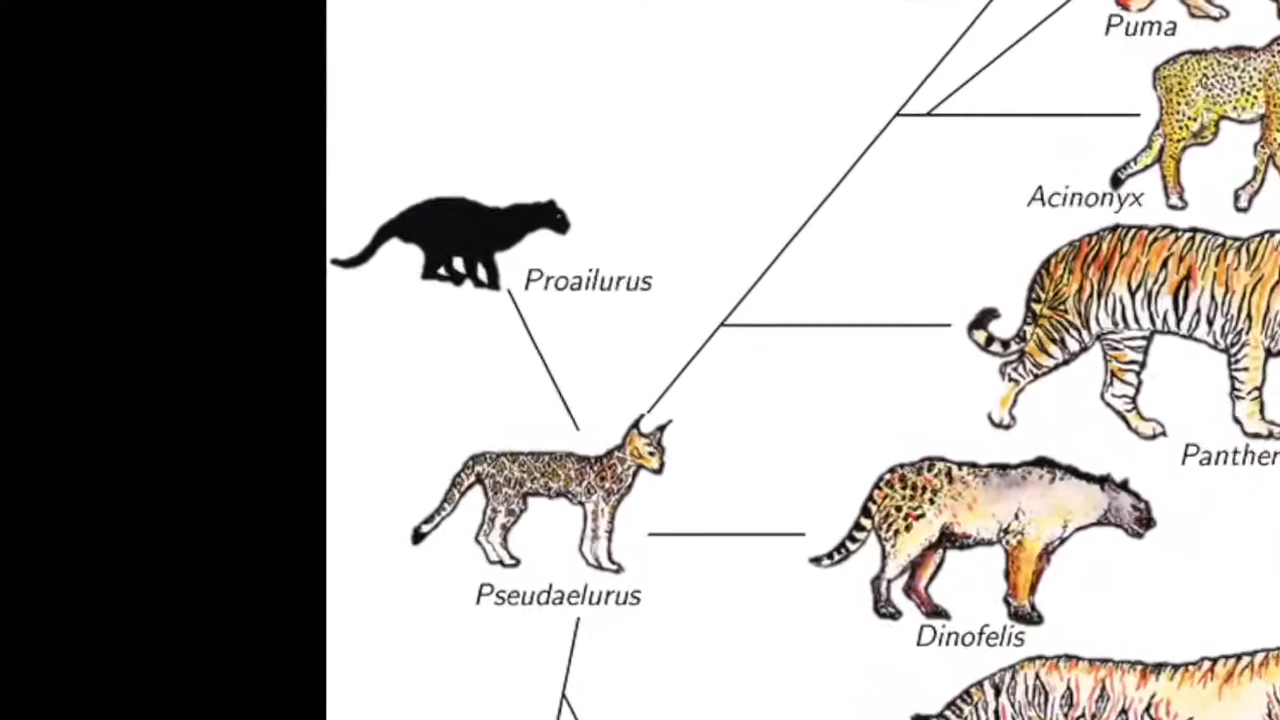 Puma
Acinonyx
Proailurus
Panther
Pseudaelurus
Dinofelis